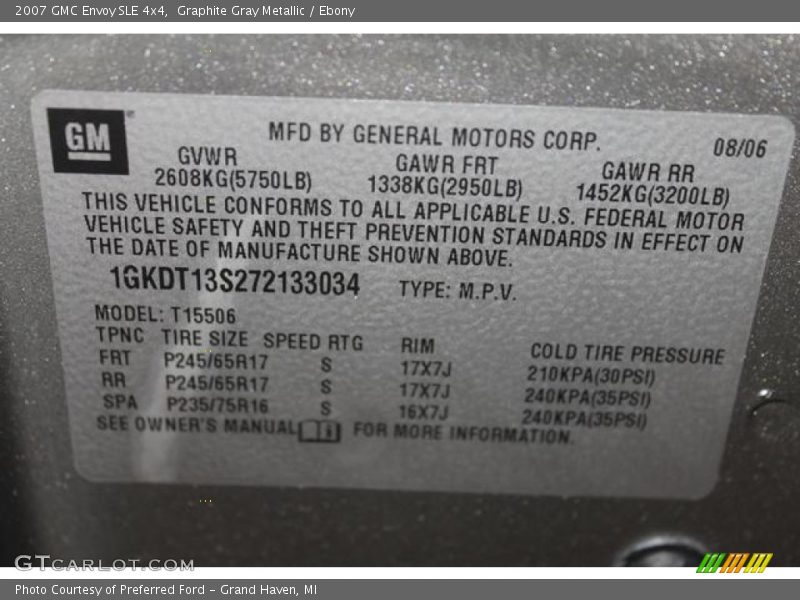 2007 GMC Envoy SLE 4x4, Graphite Gray Metallic / Ebony
GM
MFD BY GENERAL MOTORS CORP. 08/06
GVWR GAWR FRT GAWR RR
2608KG(5750LB) 1338KG(2950LB) 1452KG(3200LB)
THIS VEHICLE CONFORMS TO ALL APPLICABLE U.S. FEDERAL MOTOR
VEHICLE SAFETY AND THEFT PREVENTION STANDARDS IN EFFECT ON
THE DATE OF MANUFACTURE SHOWN ABOVE.
1GKDT13S272133034 TYPE: M.P.V.
MODEL: T15506
TPNC TIRE SIZE SPEED RTG RIM COLD TIRE PRESSURE
FRT P245/65R17 S 17X7J 210KPA(30PSI)
RR P245/65R17 S 17X7J 240KPA(35PSI)
SPA P235/75R16 S 16X7J 240KPA(35PSI)
SEE OWNER'S MANUAL FOR MORE INFORMATION.
GTCARLOT.COM
Photo Courtesy of Preferred Ford - Grand Haven, MI